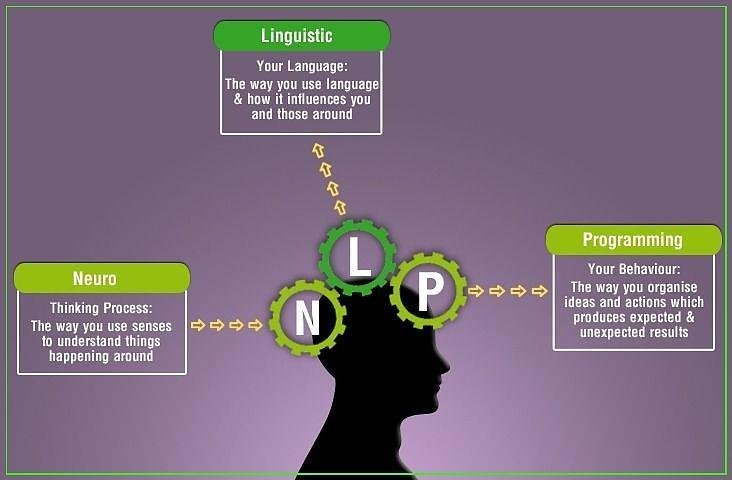 Linguistic
Your Language:
The way you use language
& how it influences you
and those around
L
N
P
Neuro
Thinking Process:
The way you use senses
to understand things
happening around
Programming
Your Behaviour:
The way you organise
ideas and actions which
produces expected &
unexpected results